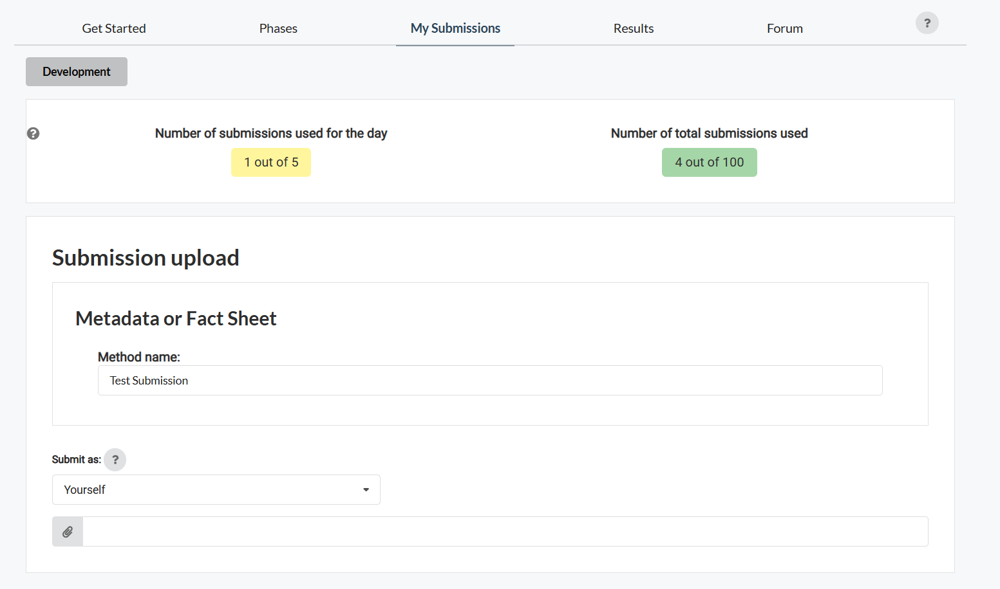 Get Started Phases My Submissions Results Forum ?
Development
? Number of submissions used for the day Number of total submissions used
1 out of 5 4 out of 100
Submission upload
Metadata or Fact Sheet
Method name:
Test Submission
Submit as: ?
Yourself